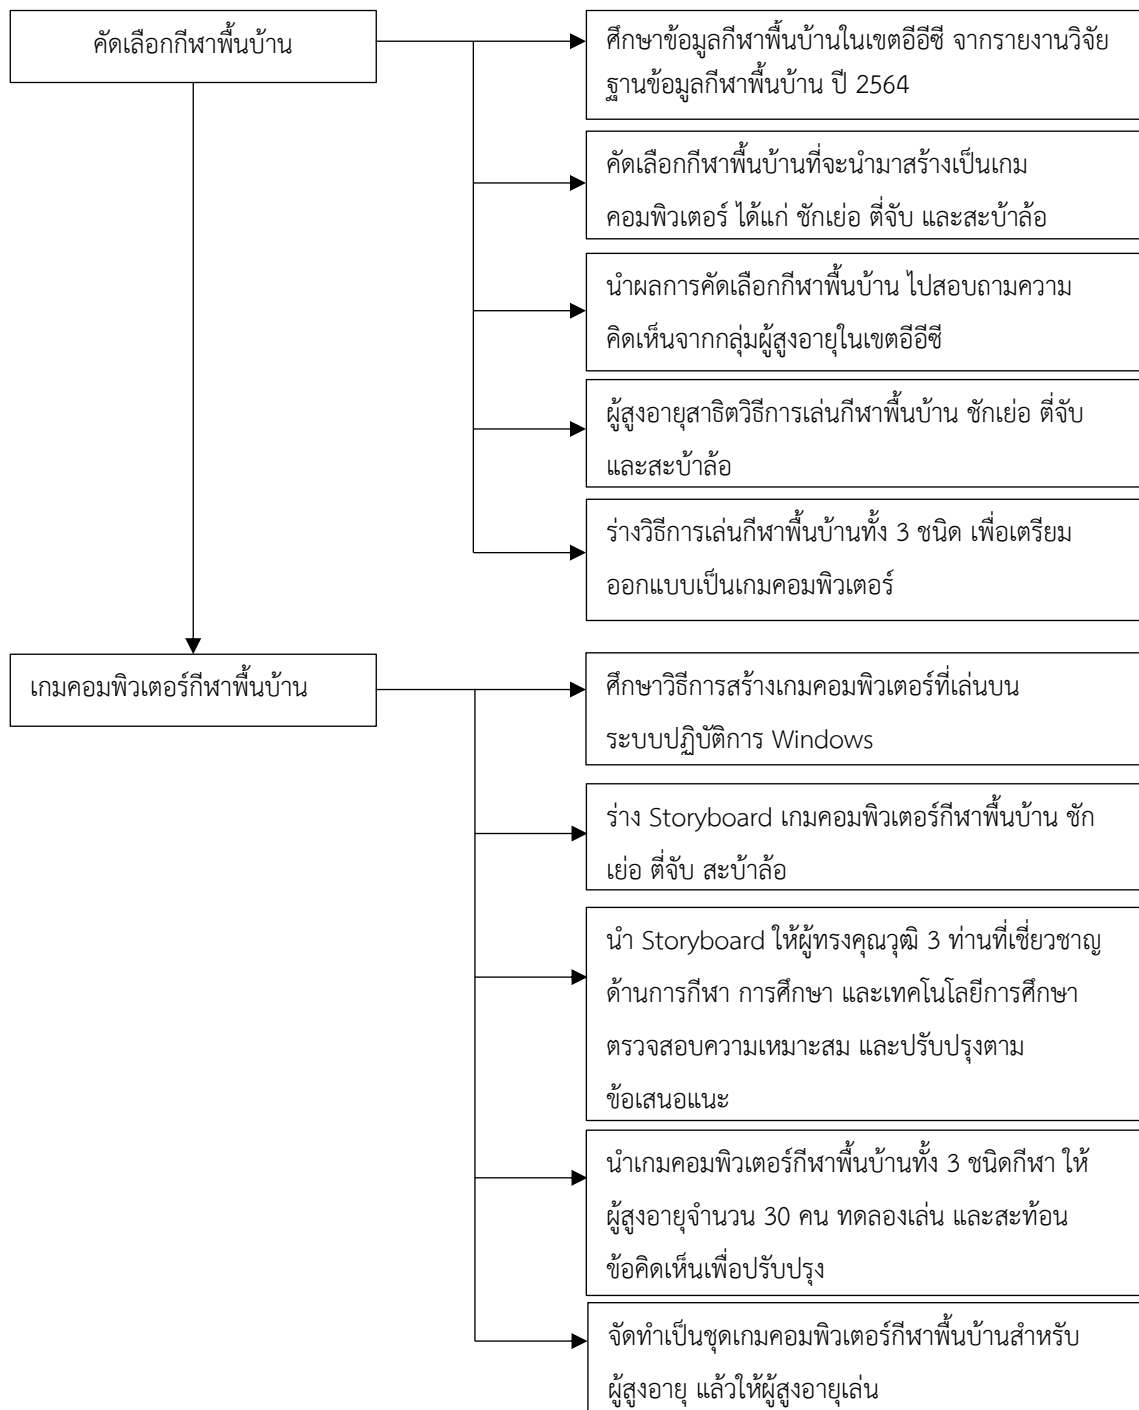 คัดเลือกกีฬาพื้นบ้าน
ศึกษาข้อมูลกีฬาพื้นบ้านในเขตอีอีซี จากรายงานวิจัย
ฐานข้อมูลกีฬาพื้นบ้าน ปี 2564
คัดเลือกกีฬาพื้นบ้านที่จะนำมาสร้างเป็นเกม
คอมพิวเตอร์ ได้แก่ ชักเย่อ ตี่จับ และสะบ้าล้อ
นำผลการคัดเลือกกีฬาพื้นบ้าน ไปสอบถามความ
คิดเห็นจากกลุ่มผู้สูงอายุในเขตอีอีซี
ผู้สูงอายุสาธิตวิธีการเล่นกีฬาพื้นบ้าน ชักเย่อ ตี่จับ
และสะบ้าล้อ
ร่างวิธีการเล่นกีฬาพื้นบ้านทั้ง 3 ชนิด เพื่อเตรียม
ออกแบบเป็นเกมคอมพิวเตอร์
เกมคอมพิวเตอร์กีฬาพื้นบ้าน
ศึกษาวิธีการสร้างเกมคอมพิวเตอร์ที่เล่นบน
ระบบปฏิบัติการ Windows
ร่าง Storyboard เกมคอมพิวเตอร์กีฬาพื้นบ้าน ชัก
เย่อ ตี่จับ สะบ้าล้อ
นำ Storyboard ให้ผู้ทรงคุณวุฒิ 3 ท่านที่เชี่ยวชาญ
ด้านการกีฬา การศึกษา และเทคโนโลยีการศึกษา
ตรวจสอบความเหมาะสม และปรับปรุงตาม
ข้อเสนอแนะ
นำเกมคอมพิวเตอร์กีฬาพื้นบ้านทั้ง 3 ชนิดกีฬา ให้
ผู้สูงอายุจำนวน 30 คน ทดลองเล่น และสะท้อน
ข้อคิดเห็นเพื่อปรับปรุง
จัดทำเป็นชุดเกมคอมพิวเตอร์กีฬาพื้นบ้านสำหรับ
ผู้สูงอายุ แล้วให้ผู้สูงอายุเล่น